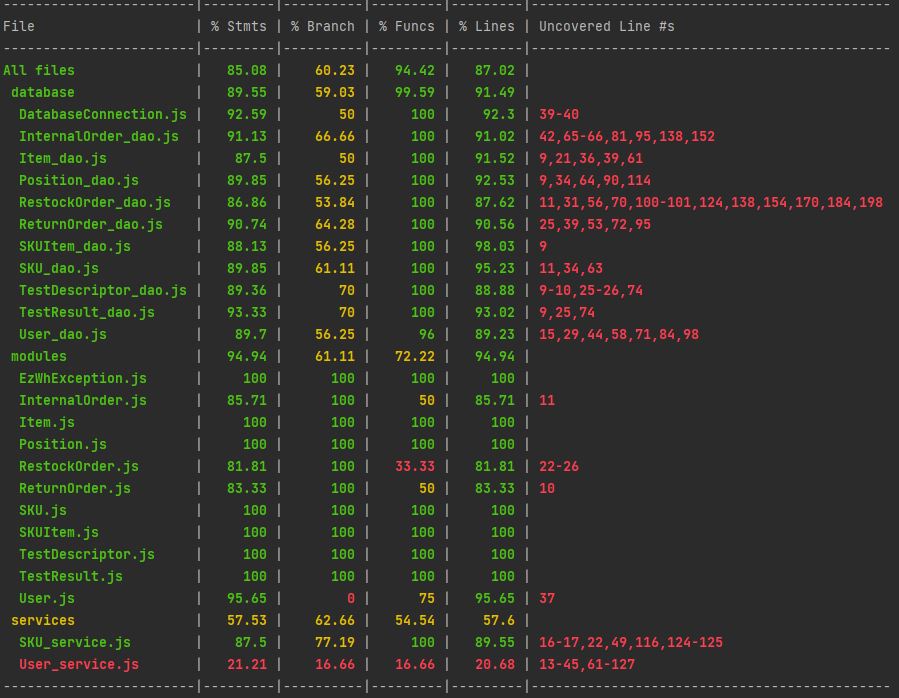 -------------------------|---------|----------|---------|---------|---------------------------------------------
File                     | % Stmts | % Branch | % Funcs | % Lines | Uncovered Line #s
-------------------------|---------|----------|---------|---------|---------------------------------------------
All files                |   85.08 |    60.23 |   94.42 |   87.02 |
 database                |   89.55 |    59.03 |   99.59 |   91.49 |
  DatabaseConnection.js  |   92.59 |       50 |     100 |    92.3 | 39-40
  InternalOrder_dao.js   |   91.13 |    66.66 |     100 |   91.02 | 42,65-66,81,95,138,152
  Item_dao.js            |    87.5 |       50 |     100 |   91.52 | 9,21,36,39,61
  Position_dao.js        |   89.85 |    56.25 |     100 |   92.53 | 9,34,64,90,114
  RestockOrder_dao.js    |   86.86 |    53.84 |     100 |   87.62 | 11,31,56,70,100-101,124,138,154,170,184,198
  ReturnOrder_dao.js     |   90.74 |    64.28 |     100 |   90.56 | 25,39,53,72,95
  SKUItem_dao.js         |   88.13 |    56.25 |     100 |   98.03 | 9
  SKU_dao.js             |   89.85 |    61.11 |     100 |   95.23 | 11,34,63
  TestDescriptor_dao.js  |   89.36 |       70 |     100 |   88.88 | 9-10,25-26,74
  TestResult_dao.js      |   93.33 |       70 |     100 |   93.02 | 9,25,74
  User_dao.js            |    89.7 |    56.25 |      96 |   89.23 | 15,29,44,58,71,84,98
 modules                 |   94.94 |    61.11 |   72.22 |   94.94 |
  EzWhException.js       |     100 |      100 |     100 |     100 |
  InternalOrder.js       |   85.71 |      100 |      50 |   85.71 | 11
  Item.js                |     100 |      100 |     100 |     100 |
  Position.js            |     100 |      100 |     100 |     100 |
  RestockOrder.js        |   81.81 |      100 |   33.33 |   81.81 | 22-26
  ReturnOrder.js         |   83.33 |      100 |      50 |   83.33 | 10
  SKU.js                 |     100 |      100 |     100 |     100 |
  SKUItem.js             |     100 |      100 |     100 |     100 |
  TestDescriptor.js      |     100 |      100 |     100 |     100 |
  TestResult.js          |     100 |      100 |     100 |     100 |
  User.js                |   95.65 |        0 |      75 |   95.65 | 37
 services                |   57.53 |    62.66 |   54.54 |    57.6 |
  SKU_service.js         |    87.5 |    77.19 |     100 |   89.55 | 16-17,22,49,116,124-125
  User_service.js        |   21.21 |    16.66 |   16.66 |   20.68 | 13-45,61-127
-------------------------|---------|----------|---------|---------|---------------------------------------------